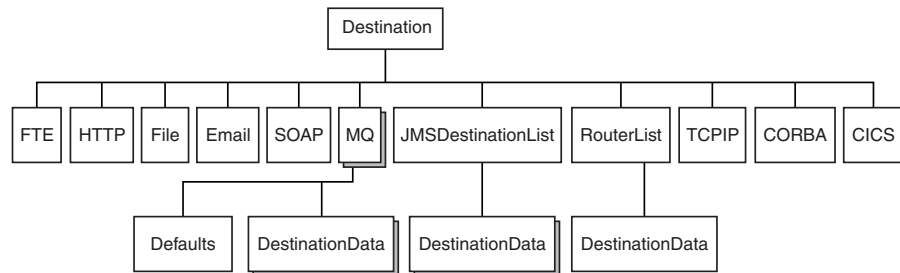 Destination
FTE
HTTP
File
Email
SOAP
MQ
JMSDestinationList
RouterList
TCPIP
CORBA
CICS
Defaults
DestinationData
DestinationData
DestinationData